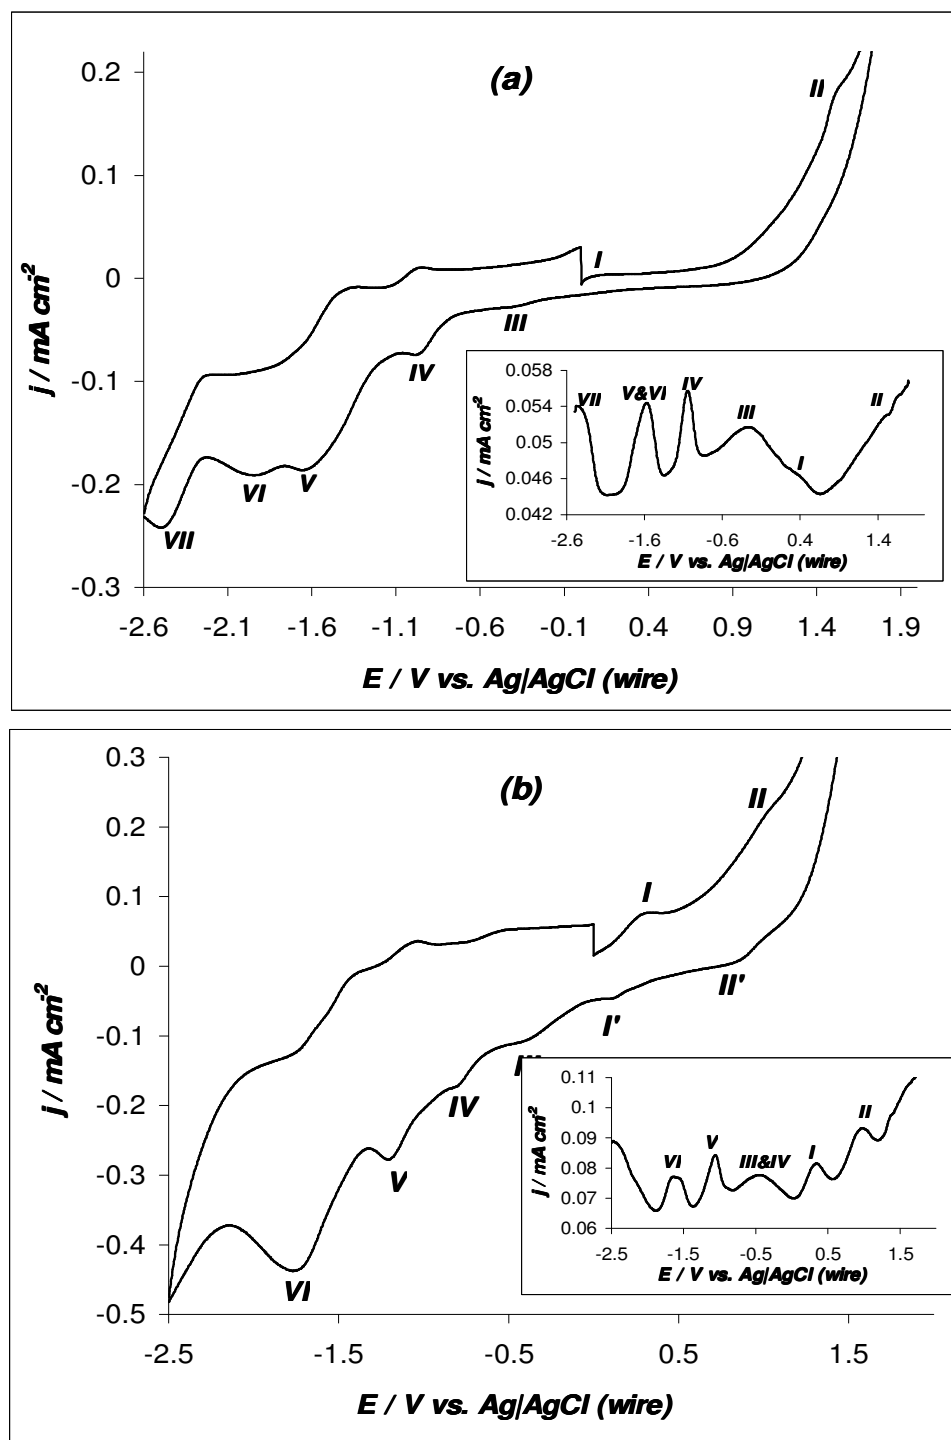 (a)
0.2
0.1
0
-0.1
-0.2
-0.3
j / mA cm-2
I
II
III
IV
V
VI
VII
-2.6 -2.1 -1.6 -1.1 -0.6 -0.1 0.4 0.9 1.4 1.9
E / V vs. Ag|AgCl (wire)
0.058
0.054
0.05
0.046
0.042
j / mA cm-2
VII V&VI IV III I II
-2.6 -1.6 -0.6 0.4 1.4
E / V vs. Ag|AgCl (wire)
(b)
0.3
0.2
0.1
0
-0.1
-0.2
-0.3
-0.4
-0.5
j / mA cm-2
I
II
II'
I'
IV
V
VI
-2.5 -1.5 -0.5 0.5 1.5
E / V vs. Ag|AgCl (wire)
0.11
0.1
0.09
0.08
0.07
0.06
j / mA cm-2
VI V III&IV I II
-2.5 -1.5 -0.5 0.5 1.5
E / V vs. Ag|AgCl (wire)